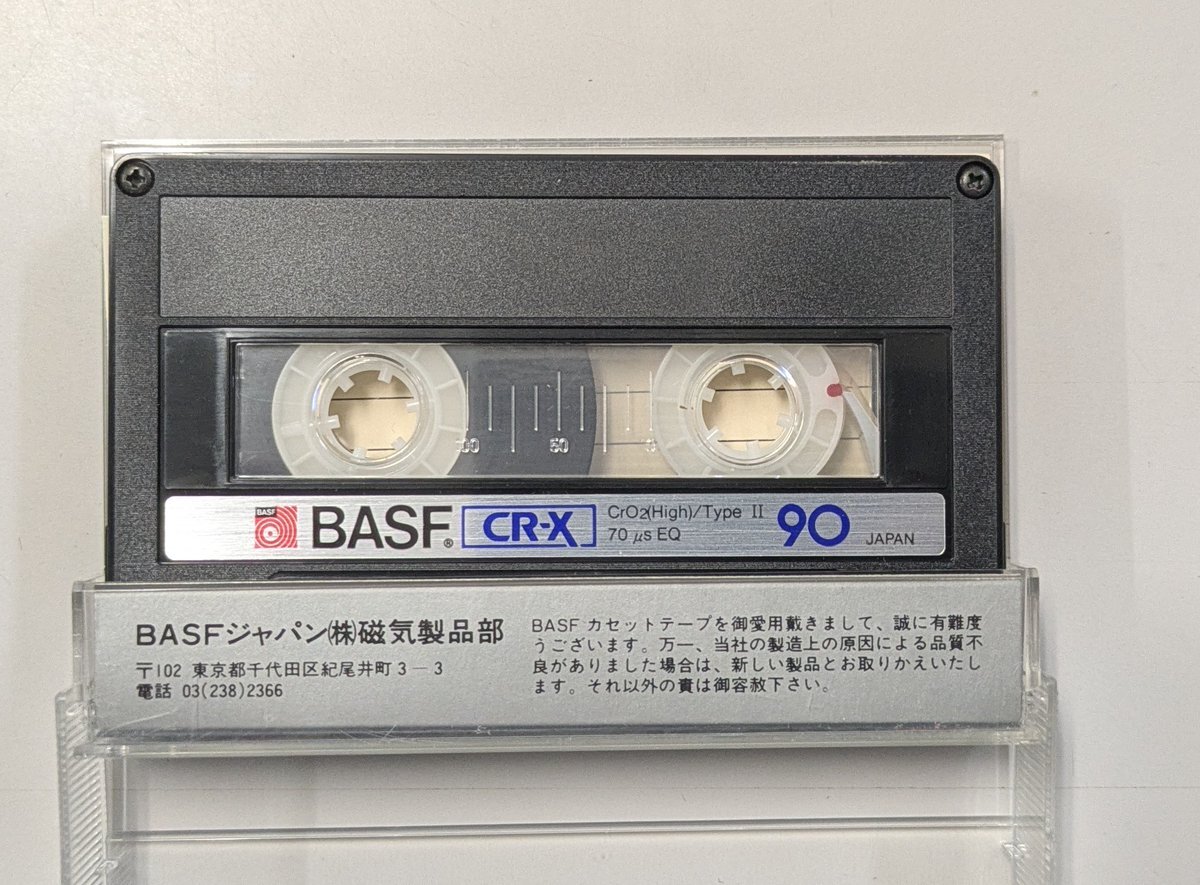 100 50 0
BASF
BASF® CR-X CrO2(High)/Type II 90 JAPAN
70 µs EQ
BASFジャパン㈱磁気製品部
〒102 東京都千代田区紀尾井町3-3
電話 03(238)2366
BASF カセットテープを御愛用戴きまして、誠に有難度
うございます。万一、当社の製造上の原因による品質不
良がありました場合は、新しい製品とお取りかえいたし
ます。それ以外の責は御容赦下さい。